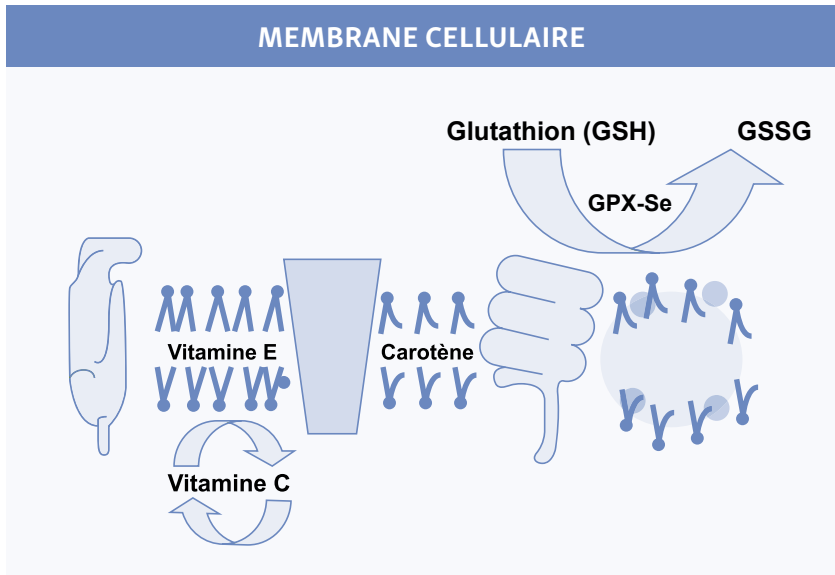 MEMBRANE CELLULAIRE
Glutathion (GSH)
GSSG
GPX-Se
Vitamine E
Carotène
Vitamine C